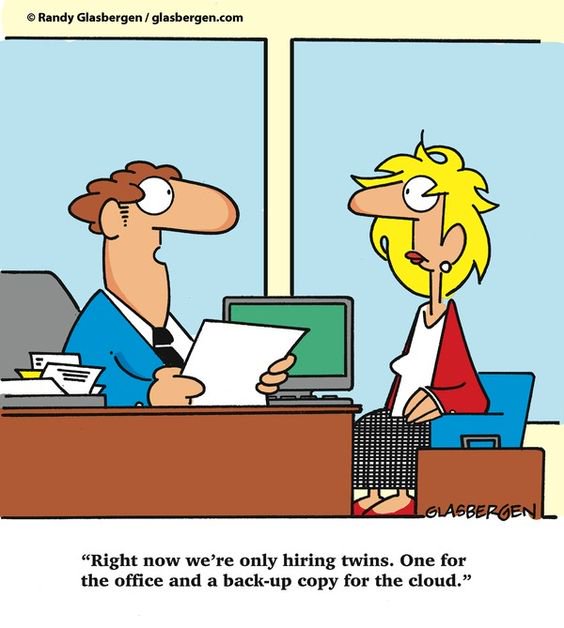 © Randy Glasbergen / glasbergen.com
GLASBERGEN
“Right now we’re only hiring twins. One for
the office and a back-up copy for the cloud.”